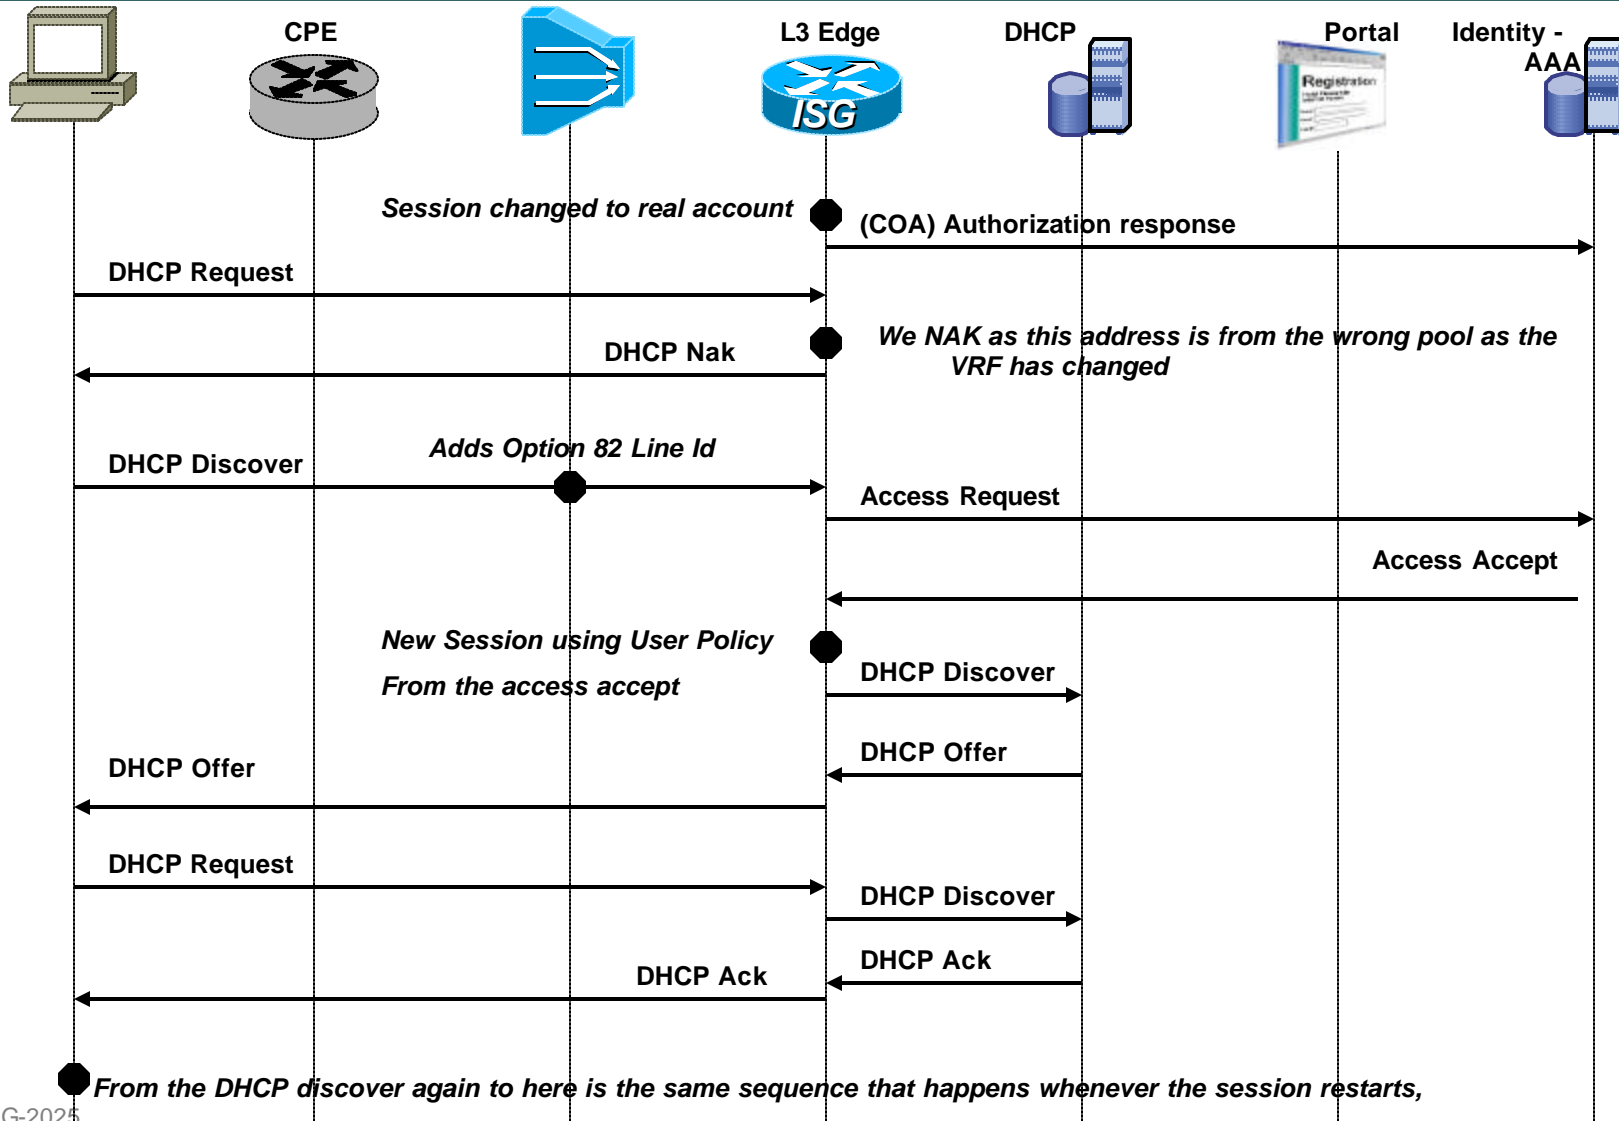 CPE
L3 Edge
DHCP
Portal
Identity -
AAA
ISG
Registration
Session changed to real account
(COA) Authorization response
DHCP Request
We NAK as this address is from the wrong pool as the
VRF has changed
DHCP Nak
Adds Option 82 Line Id
DHCP Discover
Access Request
Access Accept
New Session using User Policy
From the access accept
DHCP Discover
DHCP Offer
DHCP Offer
DHCP Request
DHCP Discover
DHCP Ack
DHCP Ack
From the DHCP discover again to here is the same sequence that happens whenever the session restarts,
G-2025